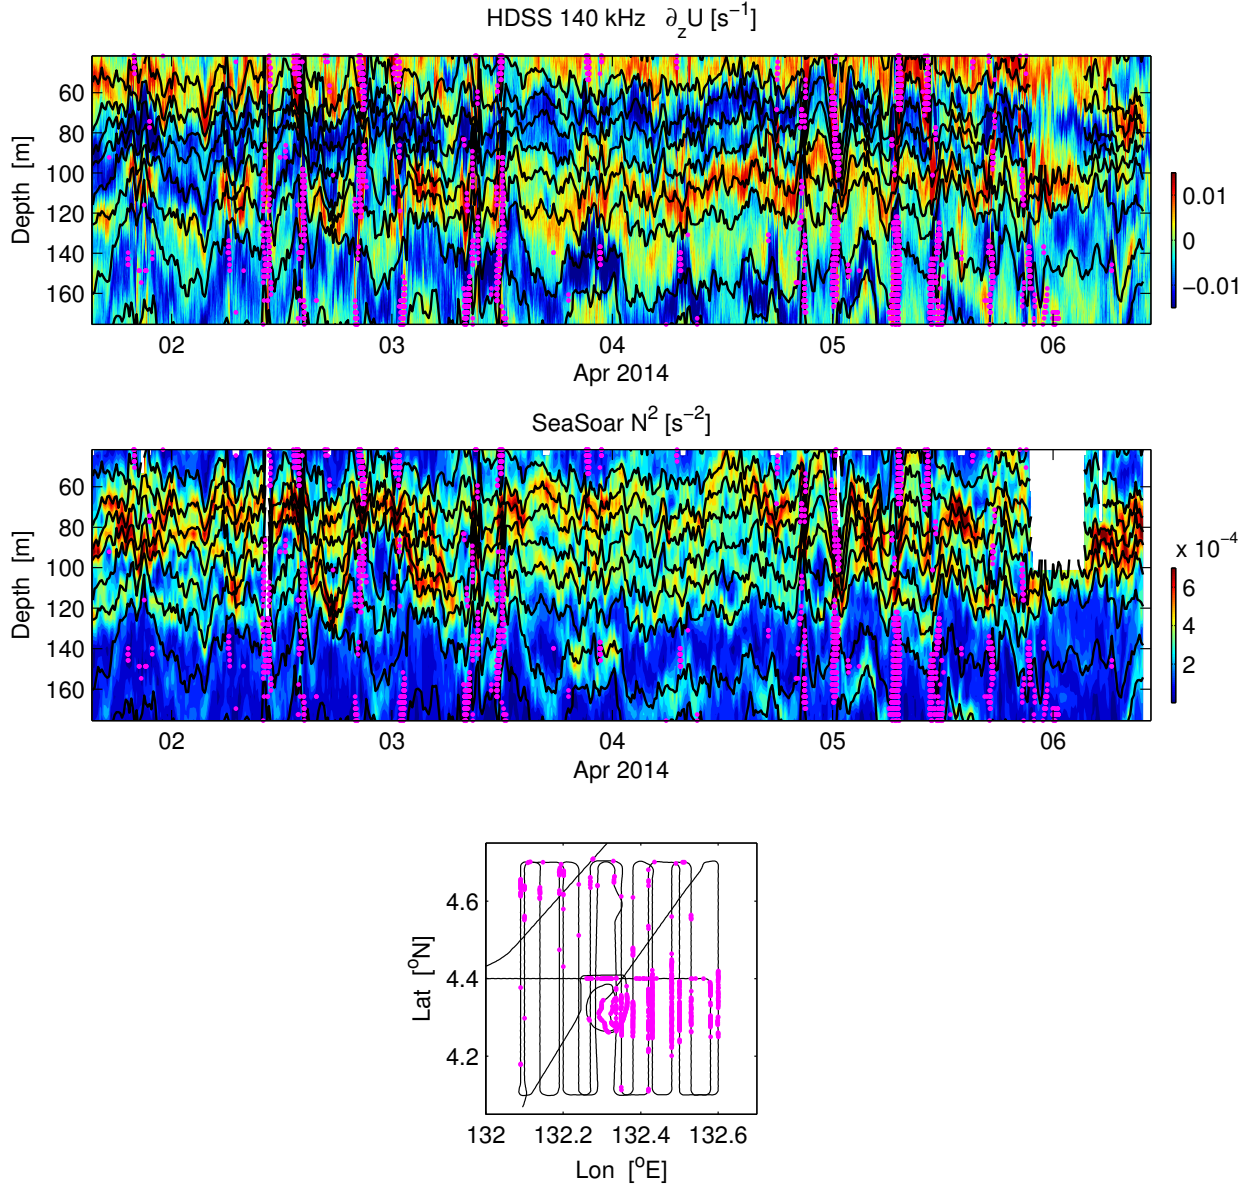 HDSS 140 kHz ∂zU [s−1]
60
80
100
120
140
160
Depth [m]
0.01
0
−0.01
02 03 04 05 06
Apr 2014
SeaSoar N2 [s−2]
60
80
100
120
140
160
Depth [m]
x 10−4
6
4
2
02 03 04 05 06
Apr 2014
4.6
4.4
4.2
Lat [oN]
132 132.2 132.4 132.6
Lon [oE]